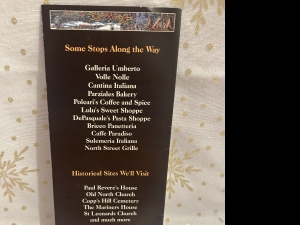 Some Stops Along the Way
Galleria Umberto
Volle Nolle
Cantina Italiana
Parziales Bakery
Polcari's Coffee and Spice
Lulu's Sweet Shoppe
DePasquale's Pasta Shoppe
Bricco Panetteria
Caffe Paradiso
Sulmona Italiana
North Street Grille
Historical Sites We'll Visit
Paul Revere's House
Old North Church
Copp's Hill Cemetery
The Mariners House
St Leonards Church
and much more